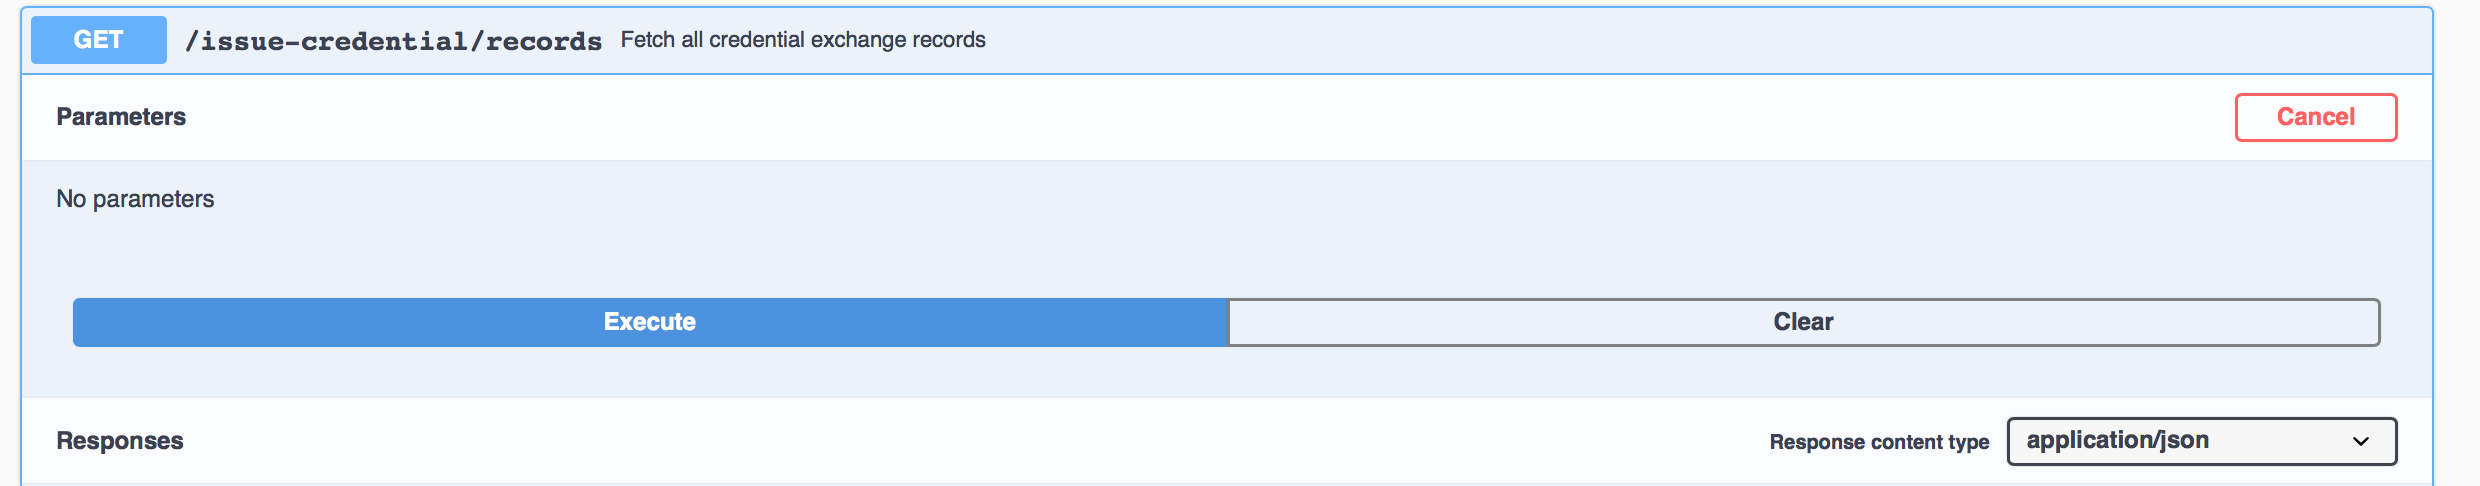 GET /issue-credential/records Fetch all credential exchange records
Parameters Cancel
No parameters
Execute Clear
Responses Response content type application/json